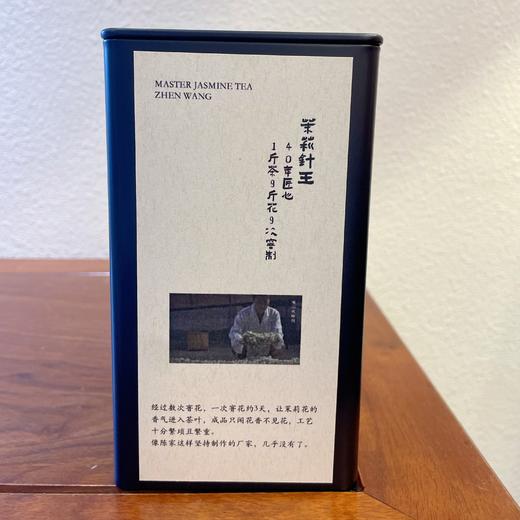 MASTER JASMINE TEA
ZHEN WANG
茉莉針王
40年匠心
1斤茶9斤花9次窨制
经过数次窨花，一次窨花约3天，让茉莉花的
香气进入茶叶，成品只闻花香不见花，工艺
十分繁琐且繁重。
像陈家这样坚持制作的厂家，几乎没有了。